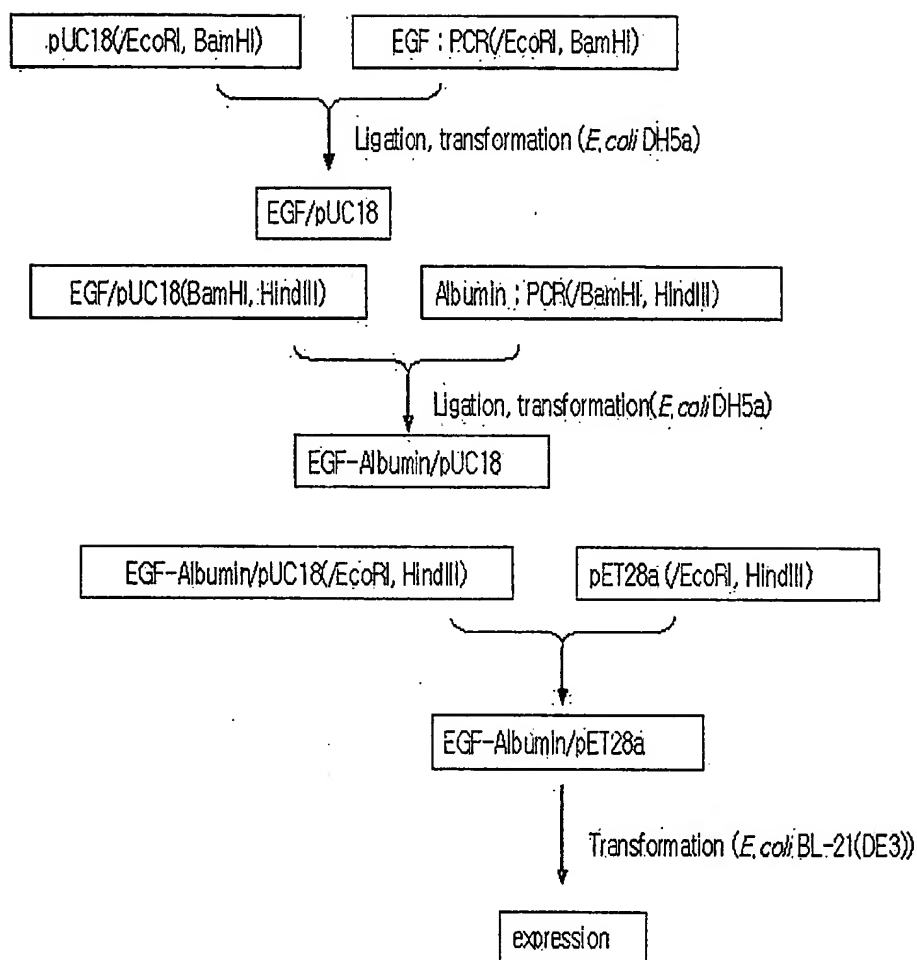 pUC18(/EcoRI, BamHI)
EGF : PCR(/EcoRI, BamHI)
Ligation, transformation (E. coli DH5a)
EGF/pUC18
EGF/pUC18(BamHI, HindIII)
Albumin : PCR(/BamHI, HindIII)
Ligation, transformation(E. coli DH5a)
EGF-Albumin/pUC18
EGF-Albumin/pUC18(/EcoRI, HindIII)
pET28a (/EcoRI, HindIII)
EGF-Albumin/pET28a
Transformation (E. coli BL-21(DE3))
expression